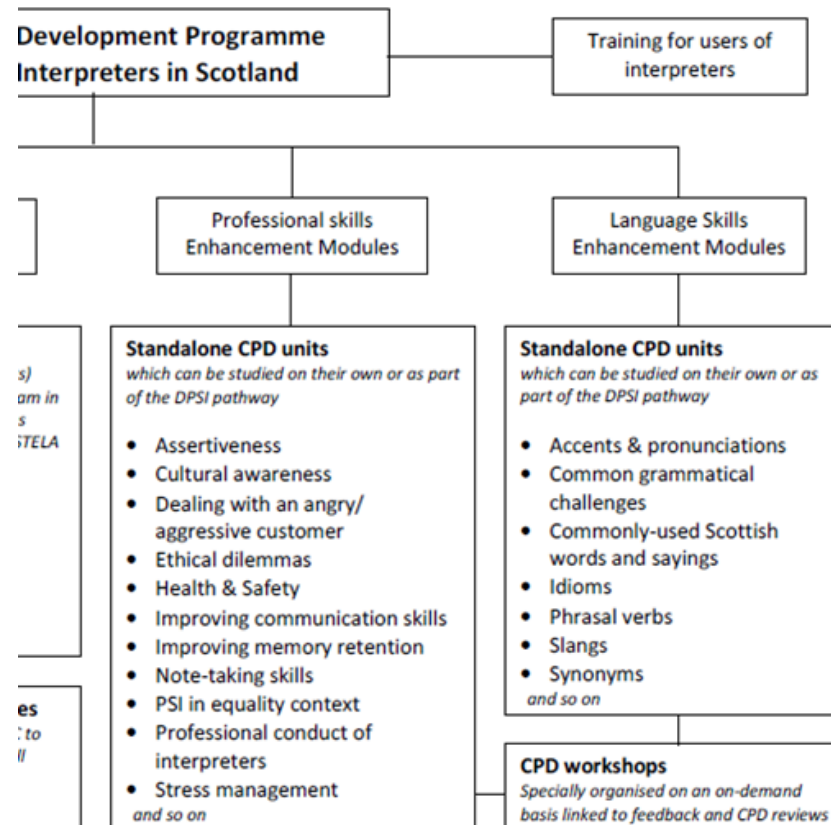 Development Programme
Interpreters in Scotland
Training for users of
interpreters
Professional skills
Enhancement Modules
Language Skills
Enhancement Modules
s)
am in
s
STELA
es
to
Standalone CPD units
which can be studied on their own or as part
of the DPSI pathway
• Assertiveness
• Cultural awareness
• Dealing with an angry/
aggressive customer
• Ethical dilemmas
• Health & Safety
• Improving communication skills
• Improving memory retention
• Note-taking skills
• PSI in equality context
• Professional conduct of
interpreters
• Stress management
and so on
Standalone CPD units
which can be studied on their own or as
part of the DPSI pathway
• Accents & pronunciations
• Common grammatical
challenges
• Commonly-used Scottish
words and sayings
• Idioms
• Phrasal verbs
• Slangs
• Synonyms
and so on
CPD workshops
Specially organised on an on-demand
basis linked to feedback and CPD reviews